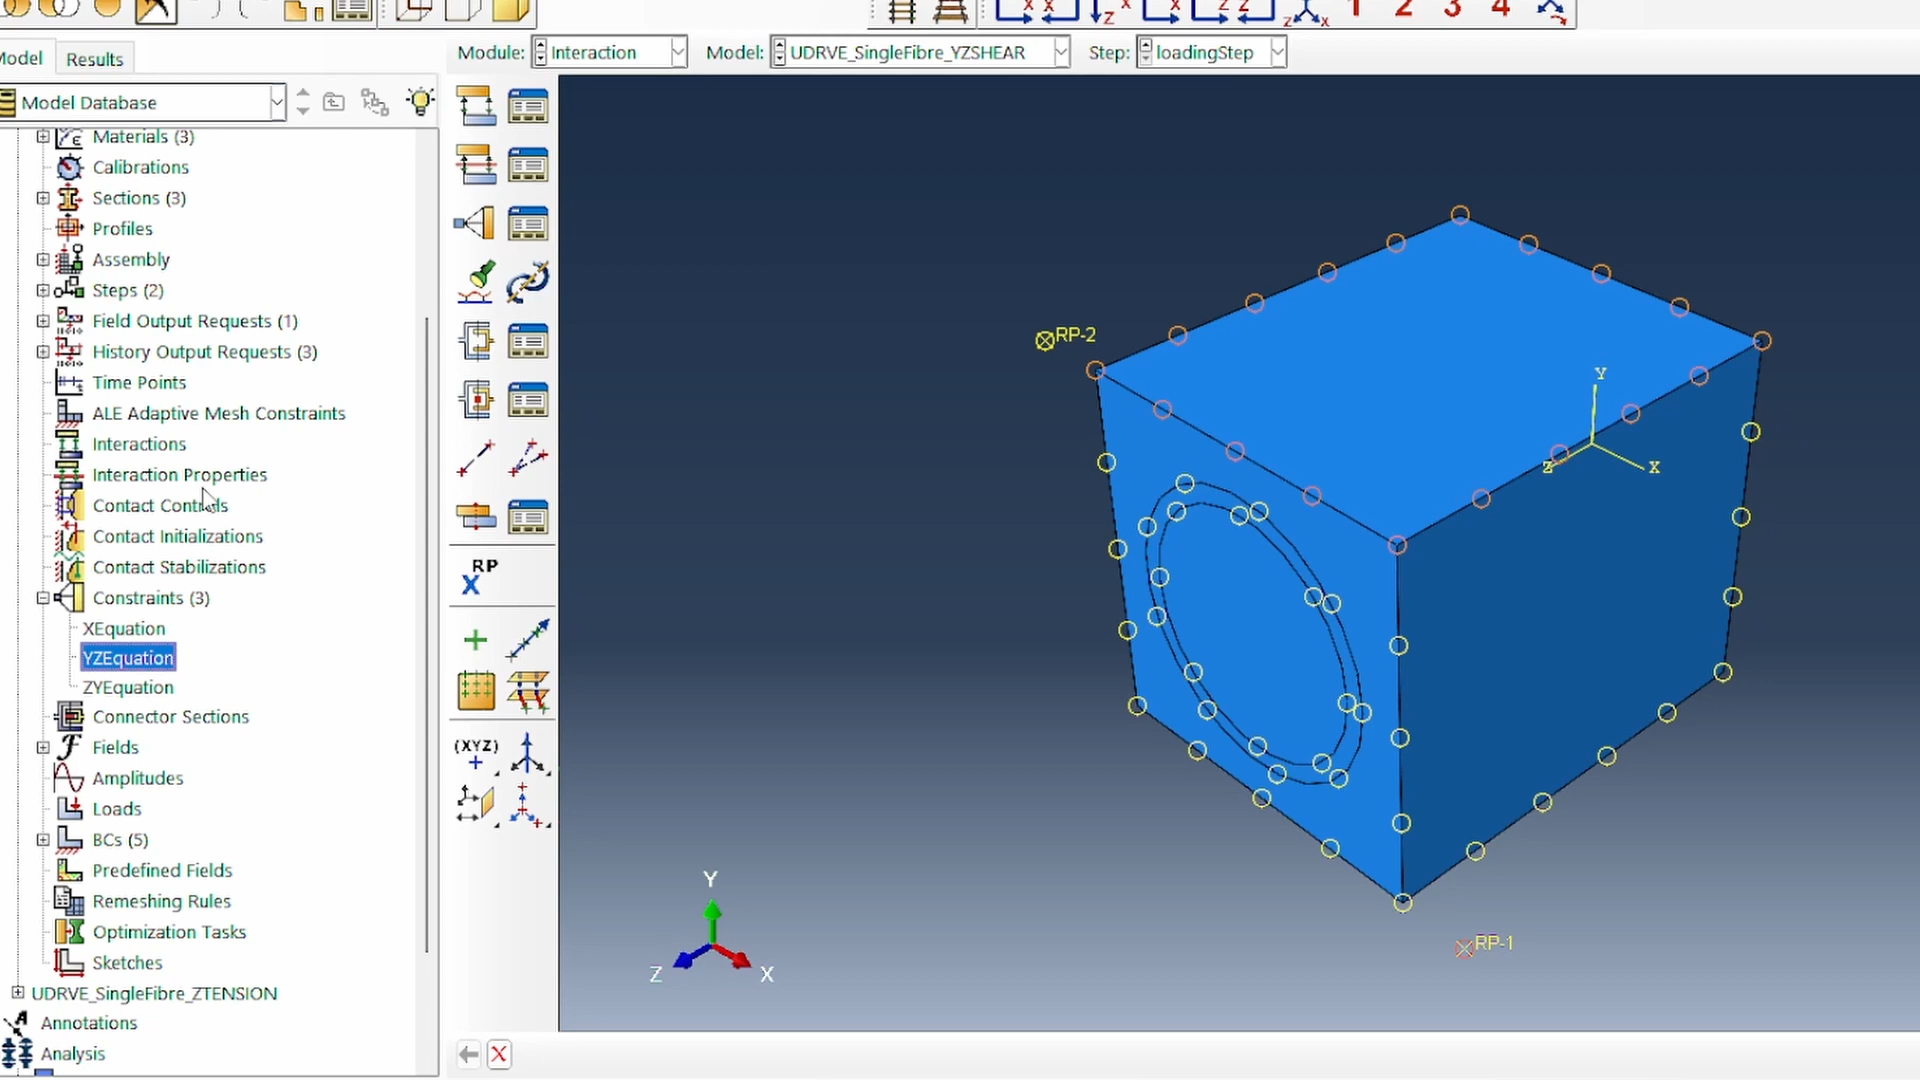 1 2 3 4
Model Results
Module: Interaction Model: UDRVE_SingleFibre_YZSHEAR Step: loadingStep
Model Database
Materials (3)
Calibrations
Sections (3)
Profiles
Assembly
Steps (2)
Field Output Requests (1)
History Output Requests (3)
Time Points
ALE Adaptive Mesh Constraints
Interactions
Interaction Properties
Contact Controls
Contact Initializations
Contact Stabilizations
Constraints (3)
XEquation
YZEquation
ZYEquation
Connector Sections
Fields
Amplitudes
Loads
BCs (5)
Predefined Fields
Remeshing Rules
Optimization Tasks
Sketches
UDRVE_SingleFibre_ZTENSION
Annotations
Analysis
RP
X
(XYZ)
RP-2
Y
Z
X
RP-1
Y
Z
X